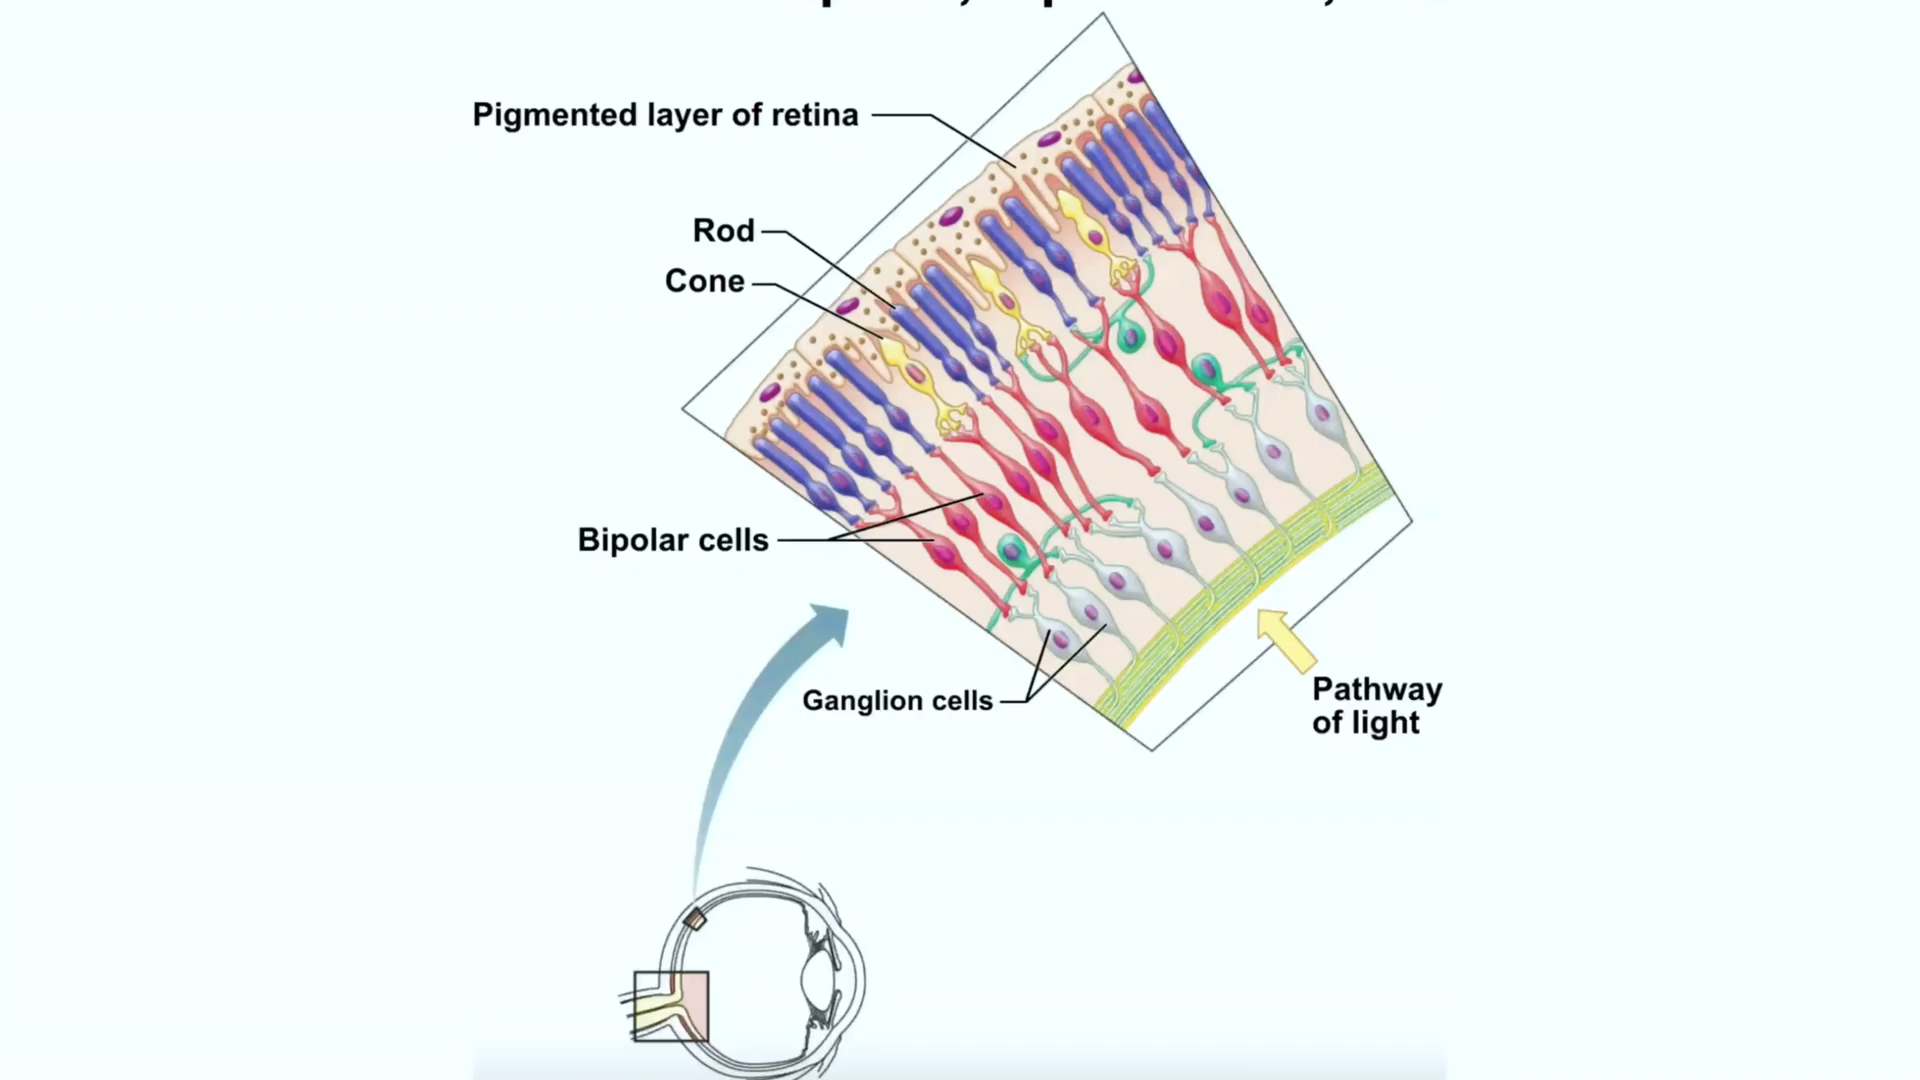 Pigmented layer of retina
Rod
Cone
Bipolar cells
Ganglion cells
Pathway
of light